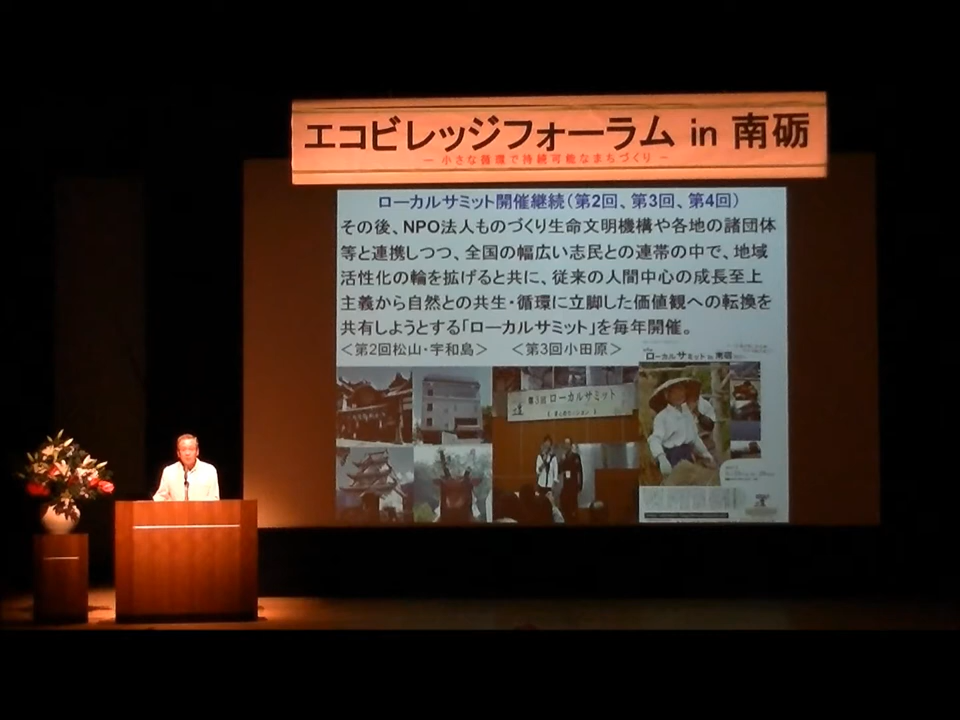 エコビレッジフォーラム in 南砺
－ 小さな循環で持続可能なまちづくり －
ローカルサミット開催継続（第2回、第3回、第4回）
その後、NPO法人ものづくり生命文明機構や各地の諸団体
等と連携しつつ、全国の幅広い志民との連帯の中で、地域
活性化の輪を拡げると共に、従来の人間中心の成長至上
主義から自然との共生・循環に立脚した価値観への転換を
共有しようとする「ローカルサミット」を毎年開催。
＜第2回松山・宇和島＞ ＜第3回小田原＞
ローカルサミット in 南砺
第3回 ローカルサミット